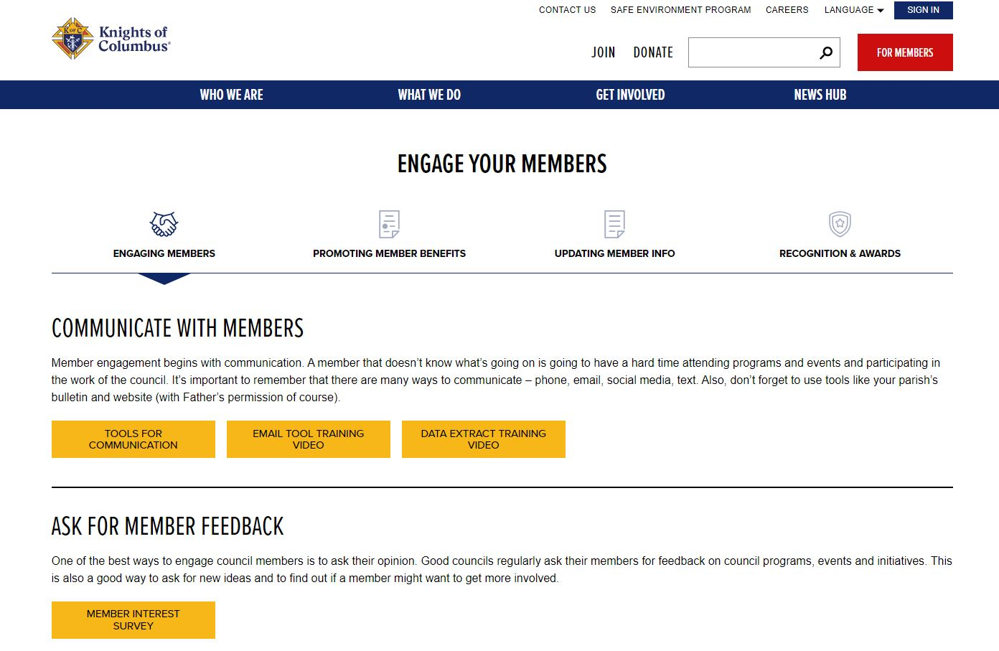 CONTACT US SAFE ENVIRONMENT PROGRAM CAREERS LANGUAGE SIGN IN
K OF C
Knights of
Columbus®
JOIN DONATE FOR MEMBERS
WHO WE ARE WHAT WE DO GET INVOLVED NEWS HUB
ENGAGE YOUR MEMBERS
ENGAGING MEMBERS PROMOTING MEMBER BENEFITS UPDATING MEMBER INFO RECOGNITION & AWARDS
COMMUNICATE WITH MEMBERS
Member engagement begins with communication. A member that doesn’t know what’s going on is going to have a hard time attending programs and events and participating in
the work of the council. It’s important to remember that there are many ways to communicate – phone, email, social media, text. Also, don’t forget to use tools like your parish’s
bulletin and website (with Father’s permission of course).
TOOLS FOR
COMMUNICATION
EMAIL TOOL TRAINING
VIDEO
DATA EXTRACT TRAINING
VIDEO
ASK FOR MEMBER FEEDBACK
One of the best ways to engage council members is to ask their opinion. Good councils regularly ask their members for feedback on council programs, events and initiatives. This
is also a good way to ask for new ideas and to find out if a member might want to get more involved.
MEMBER INTEREST
SURVEY